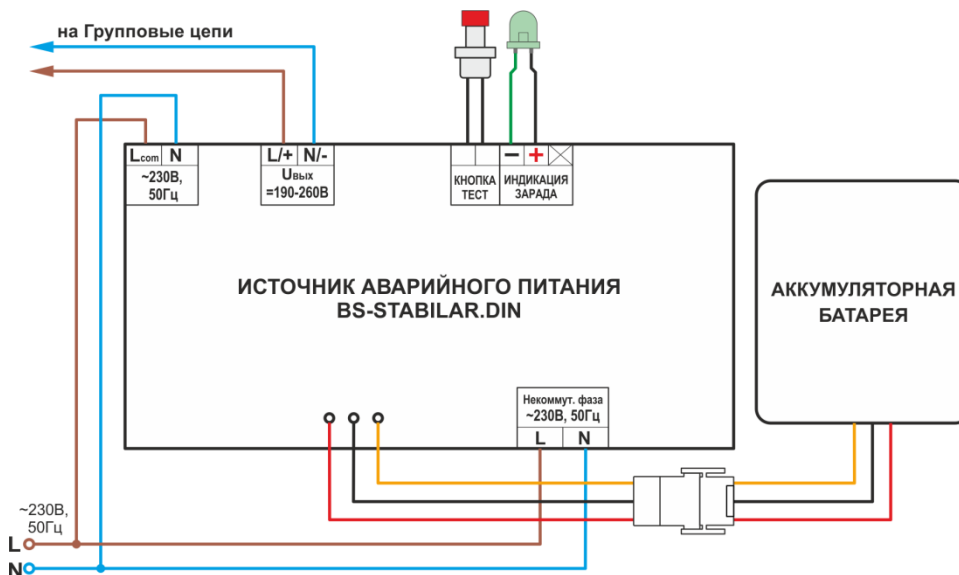 на Групповые цепи
Lcom N
~230В,
50Гц
L/+ N/-
Uвых
=190-260В
КНОПКА
ТЕСТ
− +
ИНДИКАЦИЯ
ЗАРАДА
ИСТОЧНИК АВАРИЙНОГО ПИТАНИЯ
BS-STABILAR.DIN
АККУМУЛЯТОРНАЯ
БАТАРЕЯ
Некоммут. фаза
~230В, 50Гц
L N
~230В,
50Гц
L
N